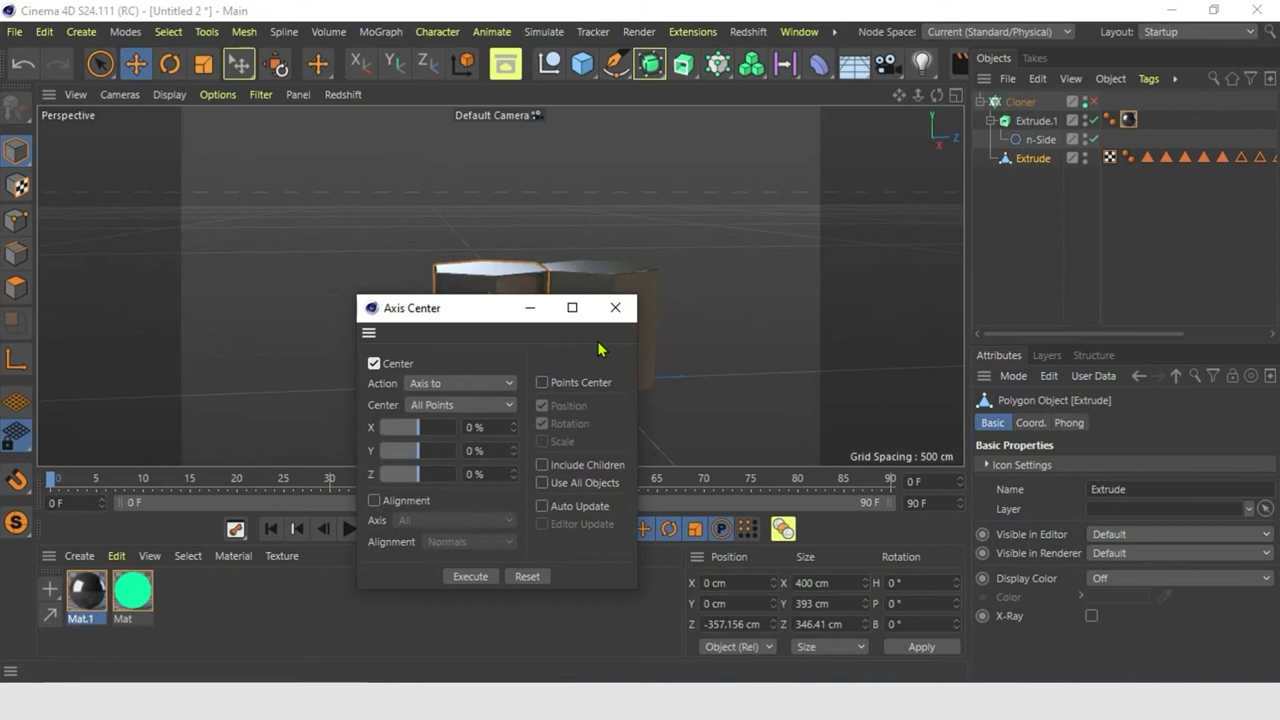 Cinema 4D S24.111 (RC) - [Untitled 2 *] - Main
File Edit Create Modes Select Tools Mesh Spline Volume MoGraph Character Animate Simulate Tracker Render Extensions Redshift Window Node Space: Current (Standard/Physical) Layout: Startup
View Cameras Display Options Filter Panel Redshift
Perspective
Default Camera
Y
Z
X
Objects Takes
File Edit View Object Tags
Cloner
Extrude.1
n-Side
Extrude
Axis Center
Center
Action Axis to
Center All Points
X 0 %
Y 0 %
Z 0 %
Alignment
Axis All
Alignment Normals
Points Center
Position
Rotation
Scale
Include Children
Use All Objects
Auto Update
Editor Update
Execute Reset
Grid Spacing : 500 cm
0 5 10 15 20 25 30 65 70 75 80 85 90 0 F
0 F 0 F 90 F 90 F
Create Edit View Select Material Texture
Mat.1 Mat
Position Size Rotation
X 0 cm X 400 cm H 0 °
Y 0 cm Y 393 cm P 0 °
Z -357.156 cm Z 346.41 cm B 0 °
Object (Rel) Size Apply
Attributes Layers Structure
Mode Edit User Data
Polygon Object [Extrude]
Basic Coord. Phong
Basic Properties
Icon Settings
Name Extrude
Layer
Visible in Editor Default
Visible in Renderer Default
Display Color Off
Color
X-Ray